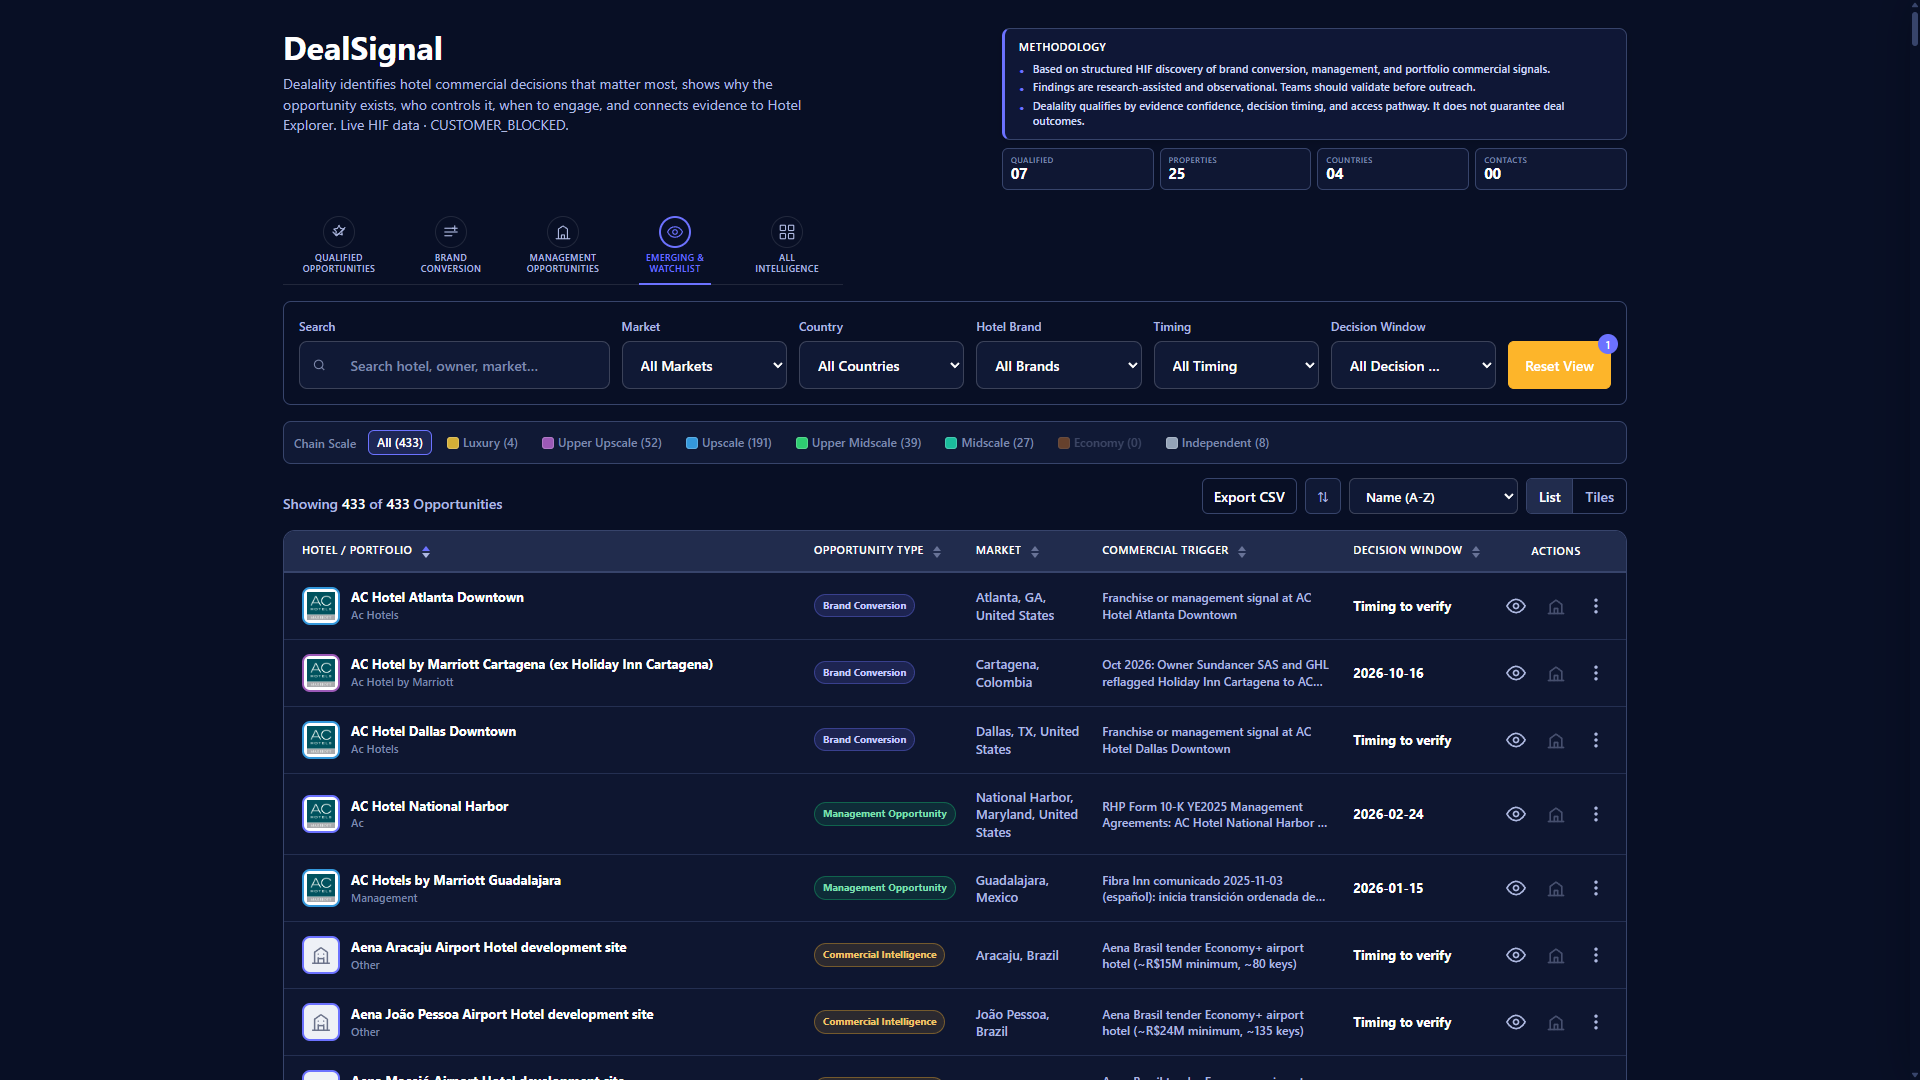 DealSignal
Dealality identifies hotel commercial decisions that matter most, shows why the
opportunity exists, who controls it, when to engage, and connects evidence to Hotel
Explorer. Live HIF data · CUSTOMER_BLOCKED.
METHODOLOGY
• Based on structured HIF discovery of brand conversion, management, and portfolio commercial signals.
• Findings are research-assisted and observational. Teams should validate before outreach.
• Dealality qualifies by evidence confidence, decision timing, and access pathway. It does not guarantee deal
outcomes.
QUALIFIED
07
PROPERTIES
25
COUNTRIES
04
CONTACTS
00
QUALIFIED
OPPORTUNITIES
BRAND
CONVERSION
MANAGEMENT
OPPORTUNITIES
EMERGING &
WATCHLIST
ALL
INTELLIGENCE
Search
Search hotel, owner, market...
Market
All Markets
Country
All Countries
Hotel Brand
All Brands
Timing
All Timing
Decision Window
All Decision ...
Reset View
1
Chain Scale
All (433)
Luxury (4)
Upper Upscale (52)
Upscale (191)
Upper Midscale (39)
Midscale (27)
Economy (0)
Independent (8)
Showing 433 of 433 Opportunities
Export CSV
Name (A-Z)
List
Tiles
HOTEL / PORTFOLIO
OPPORTUNITY TYPE
MARKET
COMMERCIAL TRIGGER
DECISION WINDOW
ACTIONS
AC Hotel Atlanta Downtown
Ac Hotels
Brand Conversion
Atlanta, GA,
United States
Franchise or management signal at AC
Hotel Atlanta Downtown
Timing to verify
AC Hotel by Marriott Cartagena (ex Holiday Inn Cartagena)
Ac Hotel by Marriott
Brand Conversion
Cartagena,
Colombia
Oct 2026: Owner Sundancer SAS and GHL
reflagged Holiday Inn Cartagena to AC...
2026-10-16
AC Hotel Dallas Downtown
Ac Hotels
Brand Conversion
Dallas, TX, United
States
Franchise or management signal at AC
Hotel Dallas Downtown
Timing to verify
AC Hotel National Harbor
Ac
Management Opportunity
National Harbor,
Maryland, United
States
RHP Form 10-K YE2025 Management
Agreements: AC Hotel National Harbor ...
2026-02-24
AC Hotels by Marriott Guadalajara
Management
Management Opportunity
Guadalajara,
Mexico
Fibra Inn comunicado 2025-11-03
(español): inicia transición ordenada de...
2026-01-15
Aena Aracaju Airport Hotel development site
Other
Commercial Intelligence
Aracaju, Brazil
Aena Brasil tender Economy+ airport
hotel (~R$15M minimum, ~80 keys)
Timing to verify
Aena João Pessoa Airport Hotel development site
Other
Commercial Intelligence
João Pessoa,
Brazil
Aena Brasil tender Economy+ airport
hotel (~R$24M minimum, ~135 keys)
Timing to verify